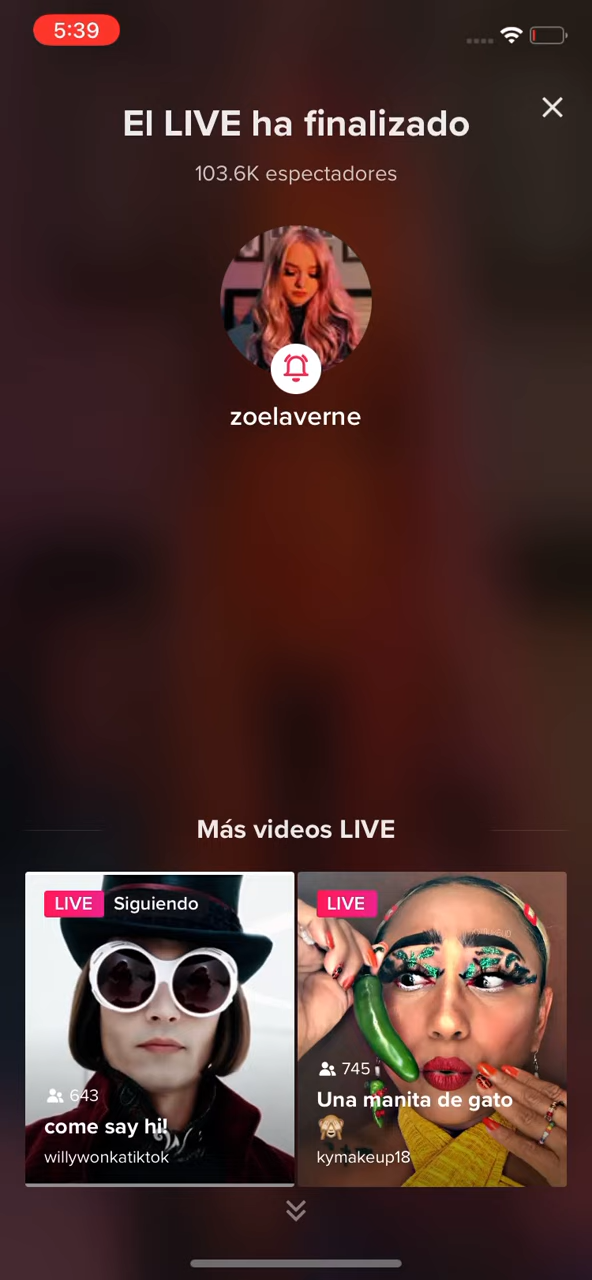 5:39
El LIVE ha finalizado
103.6K espectadores
zoelaverne
Más videos LIVE
LIVE Siguiendo
643
come say hi!
willywonkatiktok
LIVE
745
Una manita de gato
🙈
kymakeup18